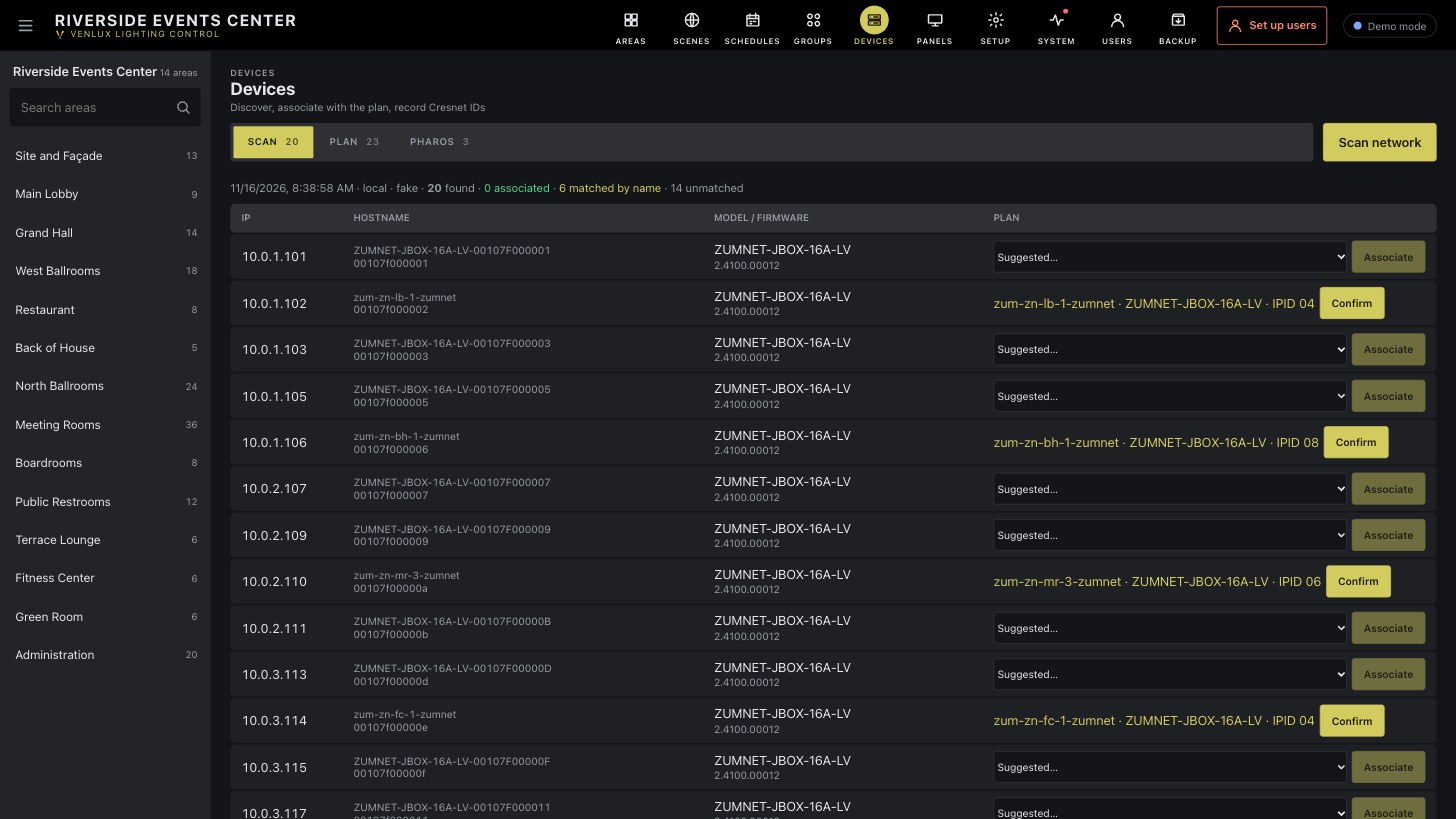 RIVERSIDE EVENTS CENTER
VENLUX LIGHTING CONTROL
AREAS
SCENES
SCHEDULES
GROUPS
DEVICES
PANELS
SETUP
SYSTEM
USERS
BACKUP
Set up users
Demo mode
Riverside Events Center 14 areas
Search areas
Site and Façade 13
Main Lobby 9
Grand Hall 14
West Ballrooms 18
Restaurant 8
Back of House 5
North Ballrooms 24
Meeting Rooms 36
Boardrooms 8
Public Restrooms 12
Terrace Lounge 6
Fitness Center 6
Green Room 6
Administration 20
DEVICES
Devices
Discover, associate with the plan, record Cresnet IDs
SCAN 20 PLAN 23 PHAROS 3
Scan network
11/16/2026, 8:38:58 AM · local · fake · 20 found · 0 associated · 6 matched by name · 14 unmatched
IP HOSTNAME MODEL / FIRMWARE PLAN
10.0.1.101 ZUMNET-JBOX-16A-LV-00107F000001 ZUMNET-JBOX-16A-LV Suggested... Associate
00107f000001 2.4100.00012
10.0.1.102 zum-zn-lb-1-zumnet ZUMNET-JBOX-16A-LV zum-zn-lb-1-zumnet · ZUMNET-JBOX-16A-LV · IPID 04 Confirm
00107f000002 2.4100.00012
10.0.1.103 ZUMNET-JBOX-16A-LV-00107F000003 ZUMNET-JBOX-16A-LV Suggested... Associate
00107f000003 2.4100.00012
10.0.1.105 ZUMNET-JBOX-16A-LV-00107F000005 ZUMNET-JBOX-16A-LV Suggested... Associate
00107f000005 2.4100.00012
10.0.1.106 zum-zn-bh-1-zumnet ZUMNET-JBOX-16A-LV zum-zn-bh-1-zumnet · ZUMNET-JBOX-16A-LV · IPID 08 Confirm
00107f000006 2.4100.00012
10.0.2.107 ZUMNET-JBOX-16A-LV-00107F000007 ZUMNET-JBOX-16A-LV Suggested... Associate
00107f000007 2.4100.00012
10.0.2.109 ZUMNET-JBOX-16A-LV-00107F000009 ZUMNET-JBOX-16A-LV Suggested... Associate
00107f000009 2.4100.00012
10.0.2.110 zum-zn-mr-3-zumnet ZUMNET-JBOX-16A-LV zum-zn-mr-3-zumnet · ZUMNET-JBOX-16A-LV · IPID 06 Confirm
00107f00000a 2.4100.00012
10.0.2.111 ZUMNET-JBOX-16A-LV-00107F00000B ZUMNET-JBOX-16A-LV Suggested... Associate
00107f00000b 2.4100.00012
10.0.3.113 ZUMNET-JBOX-16A-LV-00107F00000D ZUMNET-JBOX-16A-LV Suggested... Associate
00107f00000d 2.4100.00012
10.0.3.114 zum-zn-fc-1-zumnet ZUMNET-JBOX-16A-LV zum-zn-fc-1-zumnet · ZUMNET-JBOX-16A-LV · IPID 04 Confirm
00107f00000e 2.4100.00012
10.0.3.115 ZUMNET-JBOX-16A-LV-00107F00000F ZUMNET-JBOX-16A-LV Suggested... Associate
00107f00000f 2.4100.00012
10.0.3.117 ZUMNET-JBOX-16A-LV-00107F000011 ZUMNET-JBOX-16A-LV Suggested... Associate